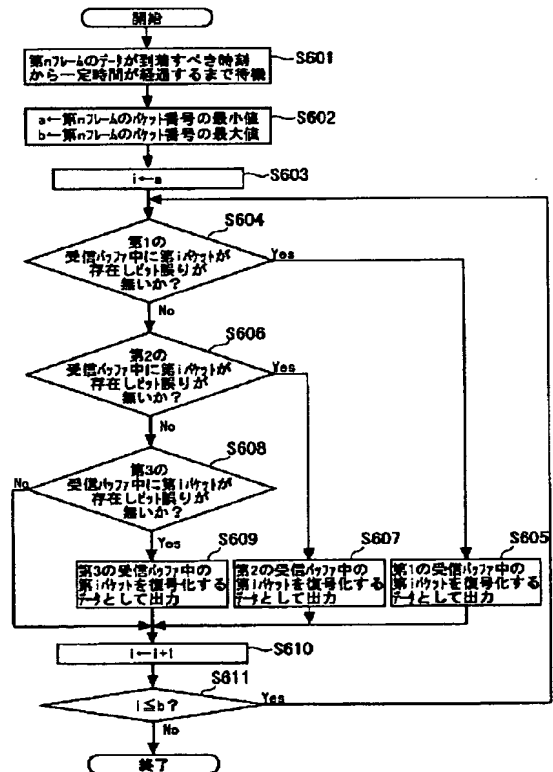 開始
第nフレームのデータが到着すべき時刻
から一定時間が経過するまで待機
S601
a←第nフレームのパケット番号の最小値
b←第nフレームのパケット番号の最大値
S602
i←a
S603
S604
第1の
受信バッファ中に第iパケットが
存在しビット誤りが
無いか?
Yes
No
S606
第2の
受信バッファ中に第iパケットが
存在しビット誤りが
無いか?
Yes
No
S608
第3の
受信バッファ中に第iパケットが
存在しビット誤りが
無いか?
No
Yes
S609
第3の受信バッファ中の
第iパケットを復号化する
データとして出力
S607
第2の受信バッファ中の
第iパケットを復号化する
データとして出力
S605
第1の受信バッファ中の
第iパケットを復号化する
データとして出力
i←i+1
S610
S611
i≦b?
Yes
No
終了